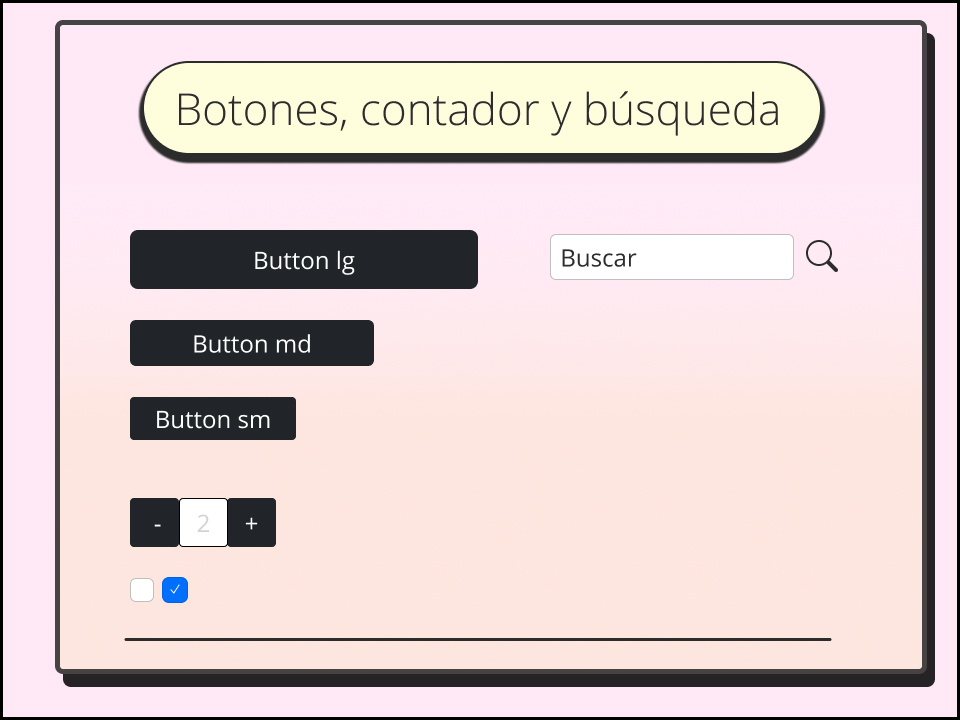 Botones, contador y búsqueda
Button lg
Buscar
Button md
Button sm
- 2 +